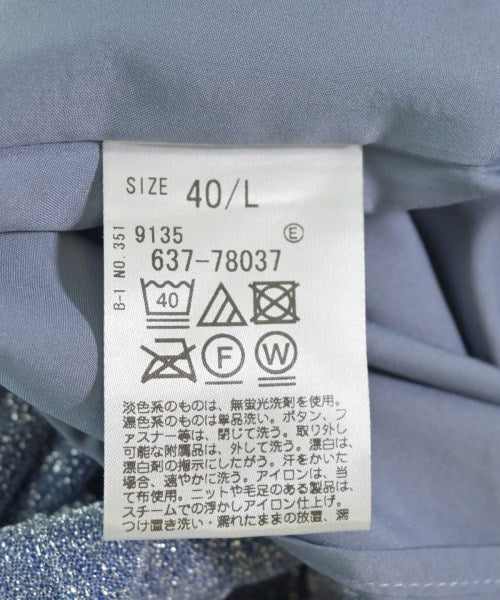 SIZE 40/L
B-1 NO. 351
9135 Ⓔ
637-78037
40
F W
淡色系のものは、無蛍光洗剤を使用。
濃色系のものは単品洗い。ボタン、フ
ァスナー等は、閉じて洗う。取り外し
可能な附属品は、外して洗う。漂白は、
漂白剤の指示にしたがう。汗をかいた
場合、速やかに洗う。アイロンは、当
て布使用。ニットや毛足のある製品は、
スチームでの浮かしアイロン仕上げ。
つけ置き洗い・濡れたままの放置、濡